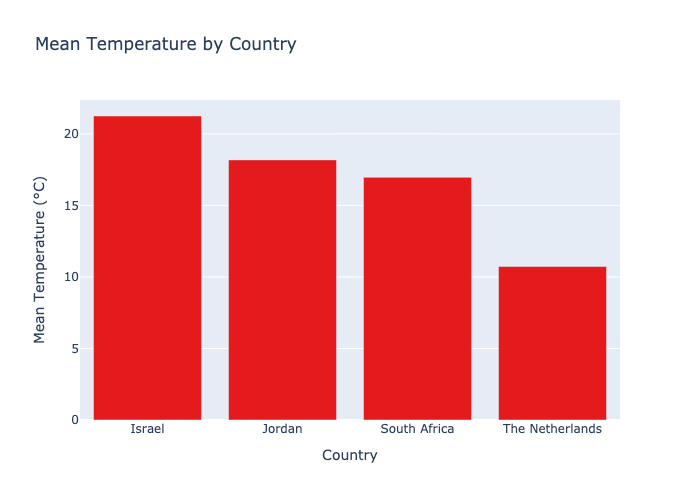 Mean Temperature by Country
Mean Temperature (°C)
20
15
10
5
0
Israel
Jordan
South Africa
The Netherlands
Country